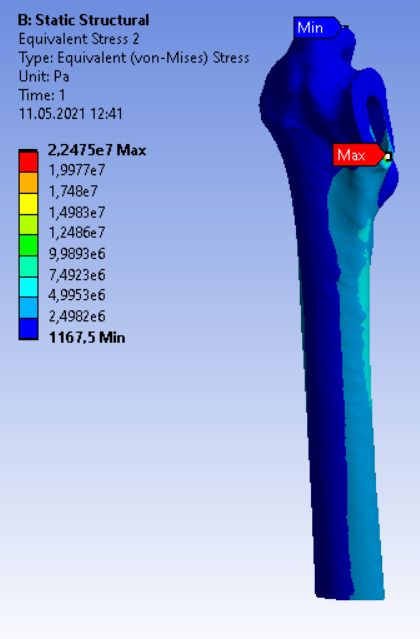 B: Static Structural
Equivalent Stress 2
Type: Equivalent (von-Mises) Stress
Unit: Pa
Time: 1
11.05.2021 12:41
2,2475e7 Max
1,9977e7
1,748e7
1,4983e7
1,2486e7
9,9893e6
7,4923e6
4,9953e6
2,4982e6
1167,5 Min
Min
Max